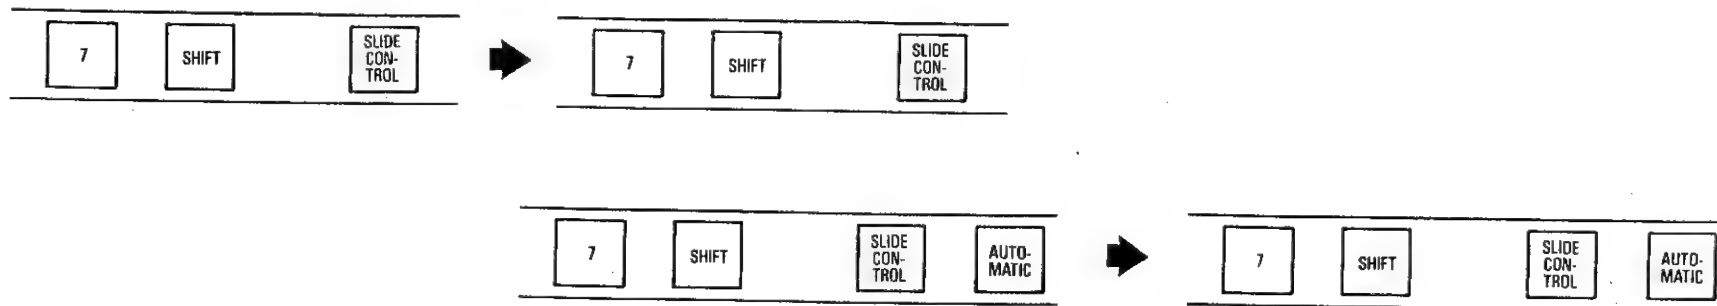 7
SHIFT
SLIDE
CON-
TROL
7
SHIFT
SLIDE
CON-
TROL
7
SHIFT
SLIDE
CON-
TROL
AUTO-
MATIC
7
SHIFT
SLIDE
CON-
TROL
AUTO-
MATIC